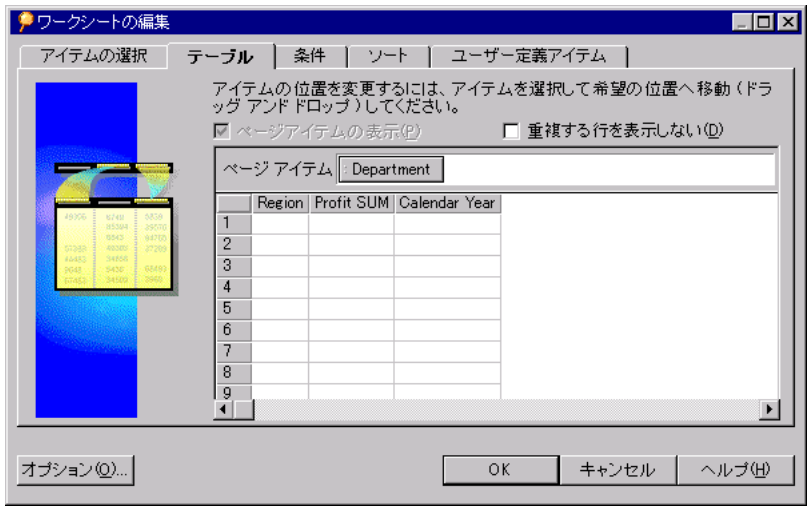 ワークシートの編集
アイテムの選択 テーブル 条件 ソート ユーザー定義アイテム
アイテムの位置を変更するには、アイテムを選択して希望の位置へ移動（ドラ
ッグ アンド ドロップ）してください。
ページアイテムの表示(P) 重複する行を表示しない(D)
ページ アイテム Department
Region Profit SUM Calendar Year
1
2
3
4
5
6
7
8
9
オプション(O)... OK キャンセル ヘルプ(H)